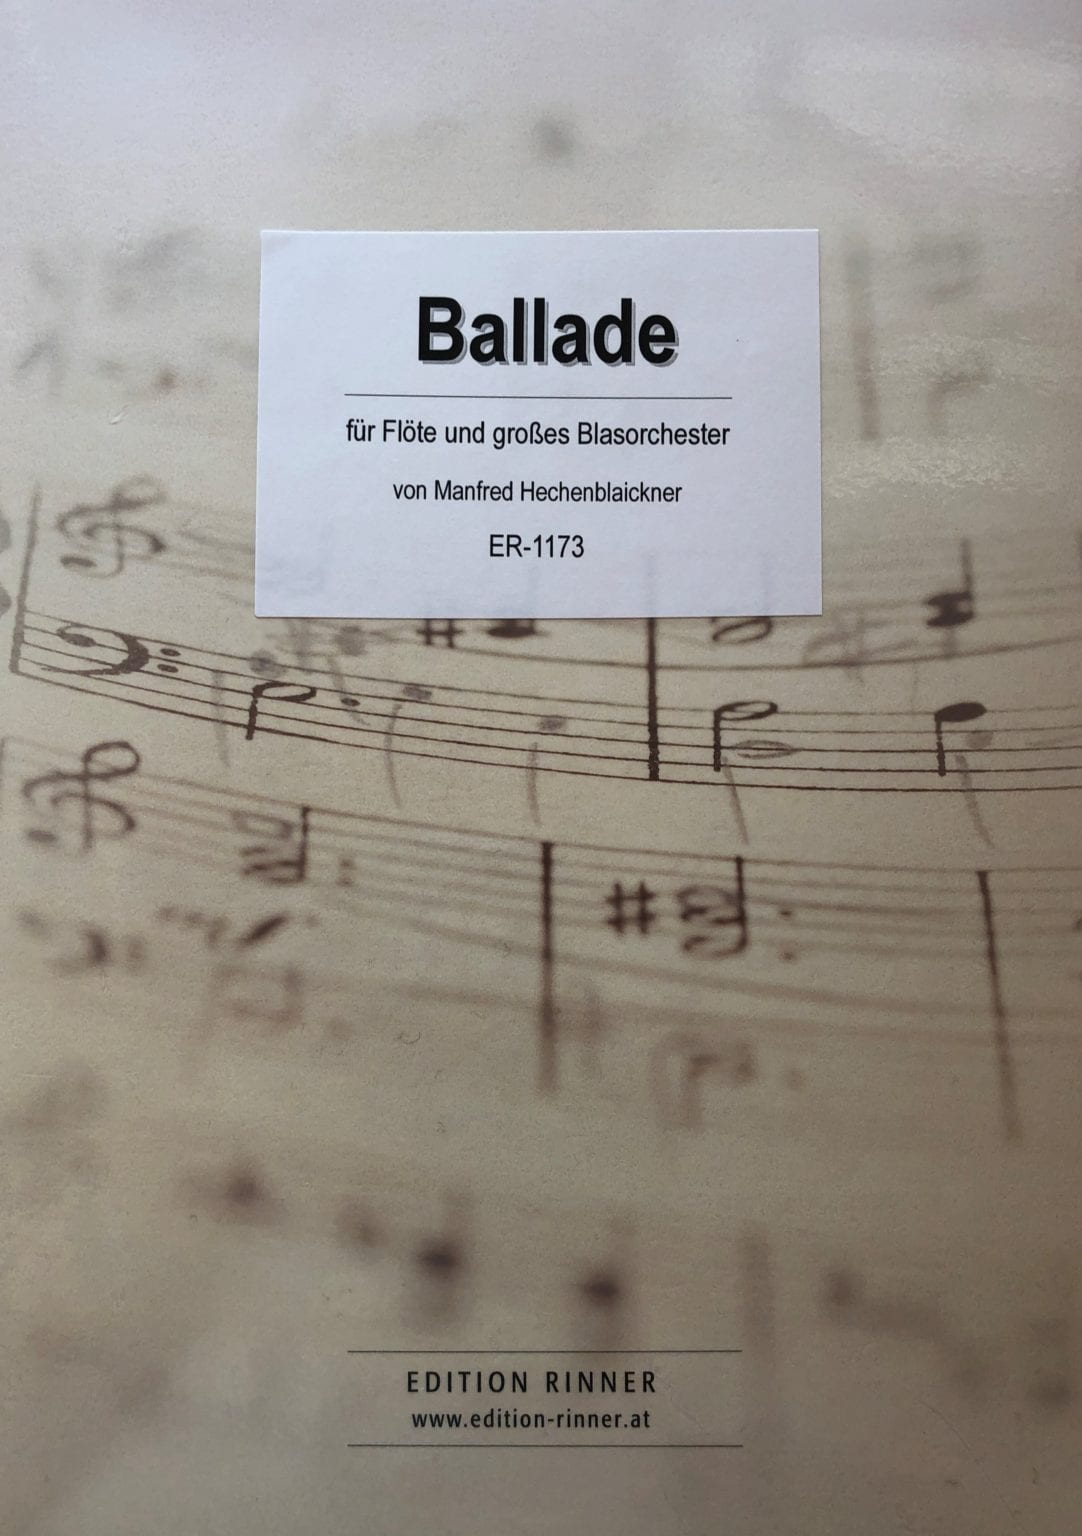 Ballade
für Flöte und großes Blasorchester
von Manfred Hechenblaickner
ER-1173
EDITION RINNER
www.edition-rinner.at